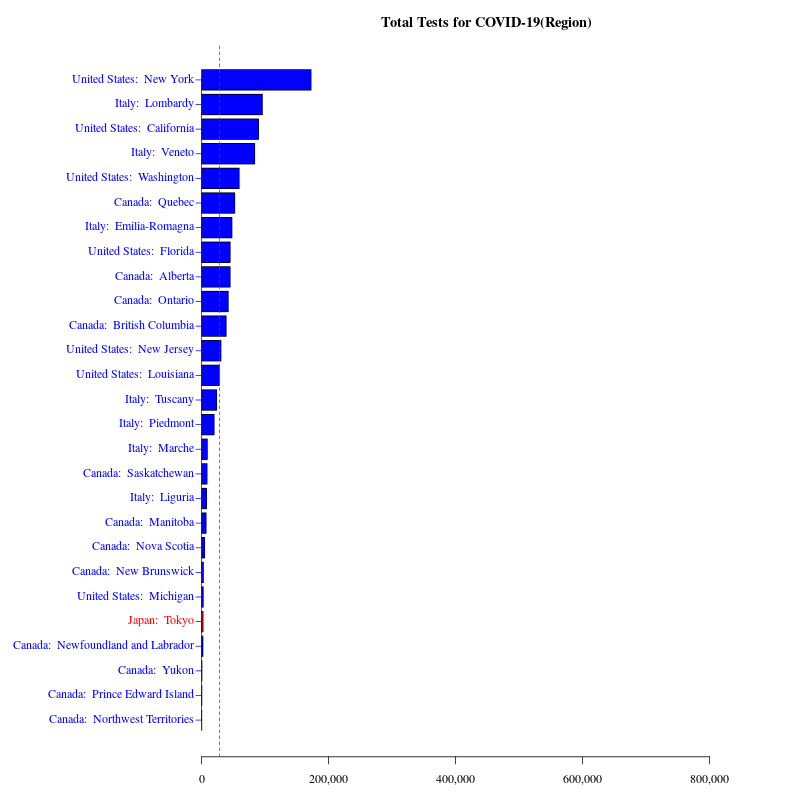 Total Tests for COVID-19(Region)
United States:  New York
Italy:  Lombardy
United States:  California
Italy:  Veneto
United States:  Washington
Canada:  Quebec
Italy:  Emilia-Romagna
United States:  Florida
Canada:  Alberta
Canada:  Ontario
Canada:  British Columbia
United States:  New Jersey
United States:  Louisiana
Italy:  Tuscany
Italy:  Piedmont
Italy:  Marche
Canada:  Saskatchewan
Italy:  Liguria
Canada:  Manitoba
Canada:  Nova Scotia
Canada:  New Brunswick
United States:  Michigan
Japan:  Tokyo
Canada:  Newfoundland and Labrador
Canada:  Yukon
Canada:  Prince Edward Island
Canada:  Northwest Territories
0 200,000 400,000 600,000 800,000